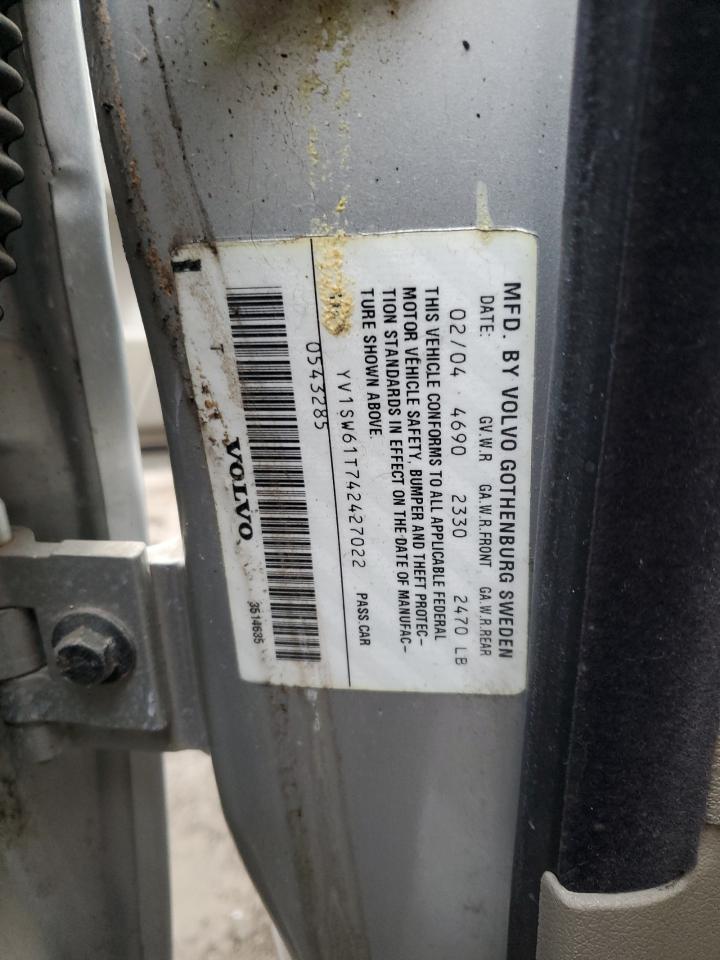 MFD. BY VOLVO GOTHENBURG SWEDEN
DATE: GV.W.R GA.W.R.FRONT GA.W.R.REAR
02/04 4690 2330 2470 LB
THIS VEHICLE CONFORMS TO ALL APPLICABLE FEDERAL
MOTOR VEHICLE SAFETY, BUMPER AND THEFT PROTEC–
TION STANDARDS IN EFFECT ON THE DATE OF MANUFAC–
TURE SHOWN ABOVE.
YV1SW61T742427022 PASS.CAR
0543285
T VOLVO 3514635